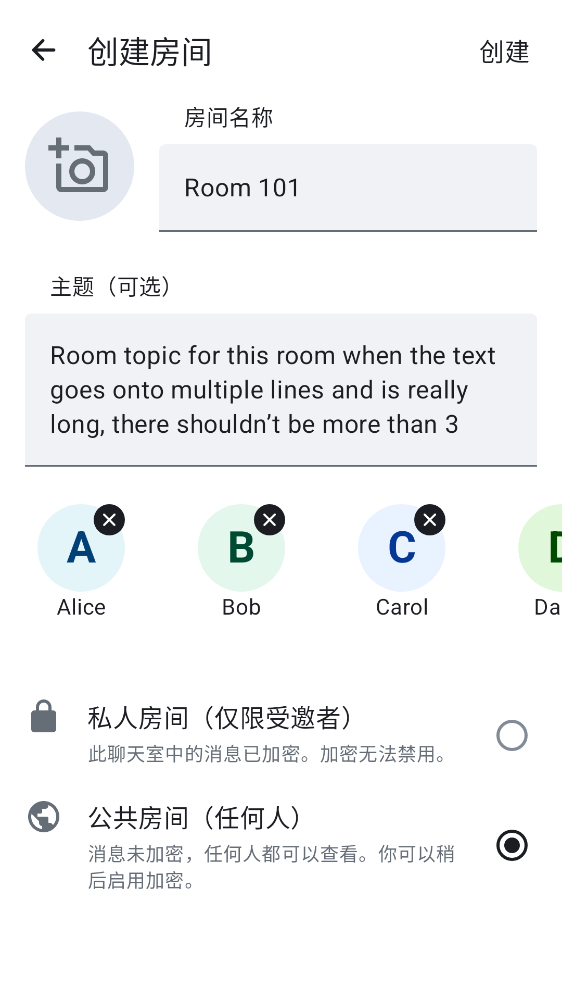 创建房间
创建
房间名称
Room 101
主题（可选）
Room topic for this room when the text
goes onto multiple lines and is really
long, there shouldn’t be more than 3
A
B
C
Alice
Bob
Carol
Da
私人房间（仅限受邀者）
此聊天室中的消息已加密。加密无法禁用。
公共房间（任何人）
消息未加密，任何人都可以查看。你可以稍
后启用加密。